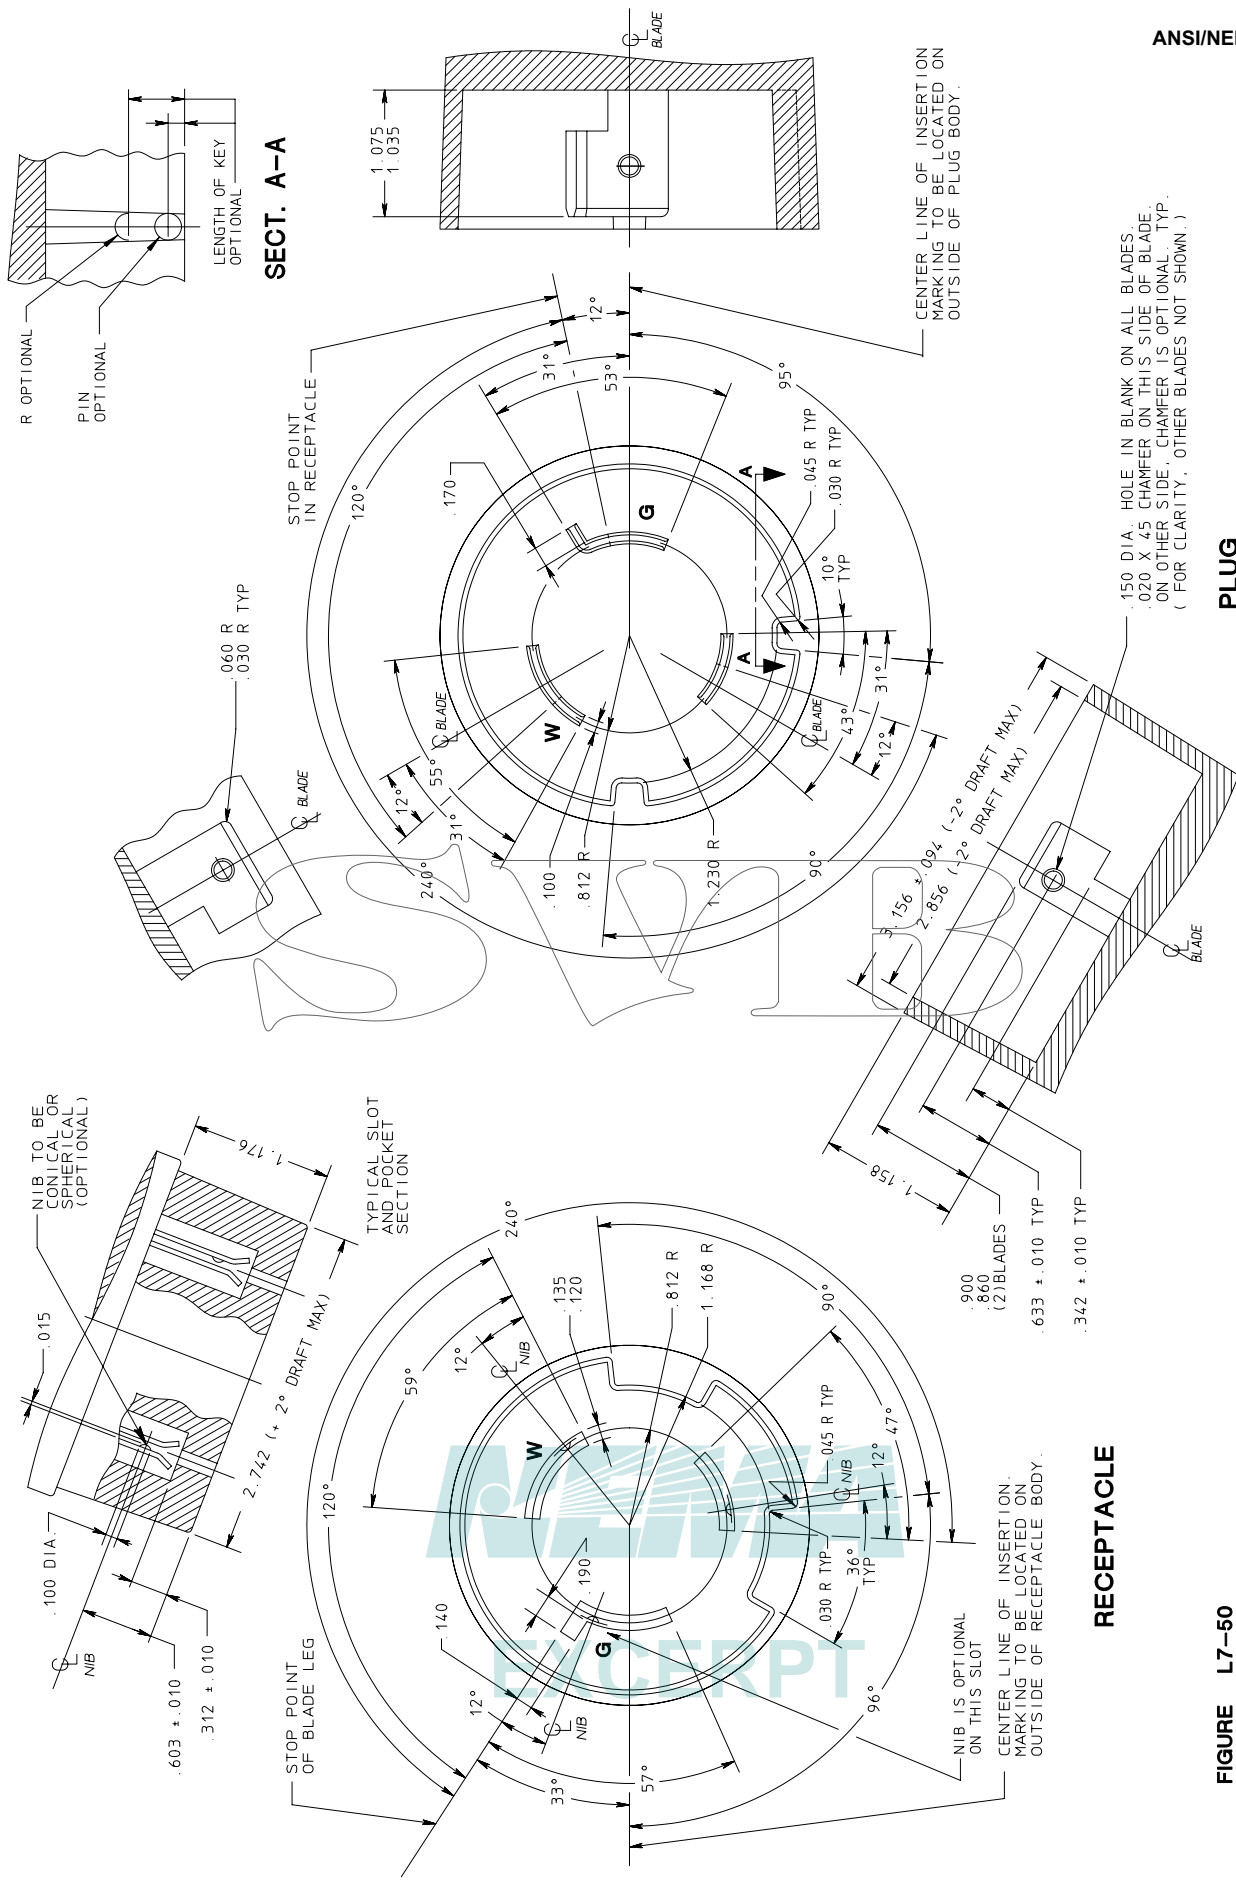 ANSI/NE
R OPTIONAL
PIN
OPTIONAL
LENGTH OF KEY
OPTIONAL
SECT. A-A
1.075
1.035
℄ BLADE
CENTER LINE OF INSERTION
MARKING TO BE LOCATED ON
OUTSIDE OF PLUG BODY.
STOP POINT
IN RECEPTACLE
120°
12°
31°
53°
95°
.170
G
W
A
A
.045 R TYP
.030 R TYP
10°
TYP
31°
43°
12°
℄ BLADE
℄ BLADE
55°
12°
31°
240°
.100
.812 R
1.230 R
90°
.060 R
.030 R TYP
℄ BLADE
.150 DIA. HOLE IN BLANK ON ALL BLADES.
.020 X 45 CHAMFER ON THIS SIDE OF BLADE.
ON OTHER SIDE, CHAMFER IS OPTIONAL. TYP.
( FOR CLARITY, OTHER BLADES NOT SHOWN.)
PLUG
3.156 ±.094 (-2° DRAFT MAX)
2.856 (-2° DRAFT MAX)
℄ BLADE
1.158
.900
.860
(2)BLADES
.633 ±.010 TYP
.342 ±.010 TYP
NIB TO BE
CONICAL OR
SPHERICAL
(OPTIONAL)
.015
1.176
TYPICAL SLOT
AND POCKET
SECTION
2.742 (+ 2° DRAFT MAX)
.100 DIA.
℄ NIB
.603 ±.010
.312 ±.010
240°
120°
59°
12°
℄ NIB
.135
.120
.812 R
1.168 R
90°
W
47°
12°
℄ NIB
.045 R TYP
.030 R TYP
36°
TYP
.190
.140
G
12°
℄ NIB
STOP POINT
OF BLADE LEG
33°
57°
96°
NIB IS OPTIONAL
ON THIS SLOT
CENTER LINE OF INSERTION.
MARKING TO BE LOCATED ON
OUTSIDE OF RECEPTACLE BODY.
RECEPTACLE
FIGURE L7-50
NEMA
EXCERPT